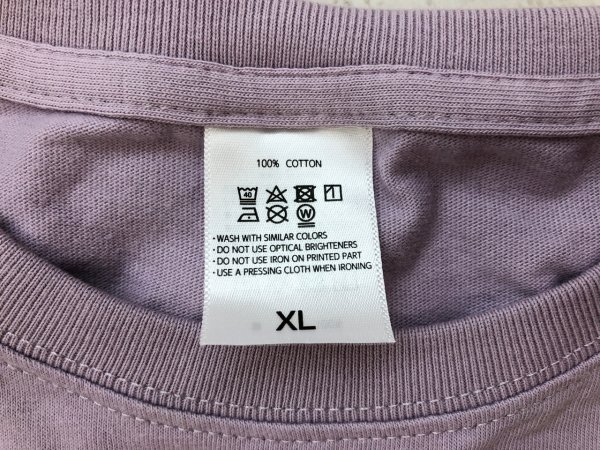 100% COTTON
40
W
・WASH WITH SIMILAR COLORS
・DO NOT USE OPTICAL BRIGHTENERS
・DO NOT USE IRON ON PRINTED PART
・USE A PRESSING CLOTH WHEN IRONING
XL